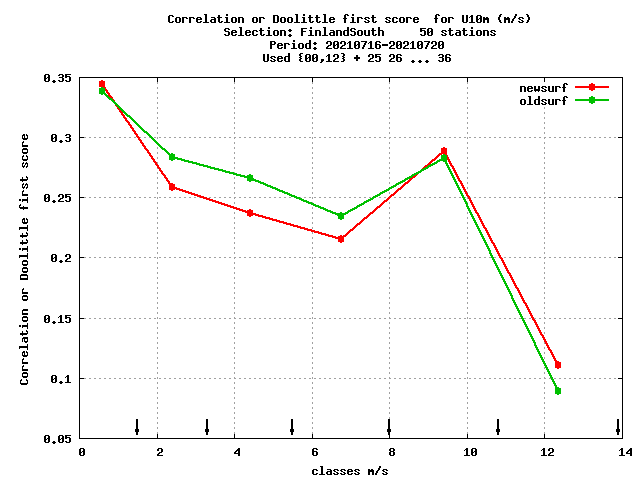 Correlation or Doolittle first score  for U10m (m/s)
Selection: FinlandSouth     50 stations
Period: 20210716-20210720
Used {00,12} + 25 26 ... 36
newsurf
oldsurf
0.35
0.3
0.25
0.2
0.15
0.1
0.05
Correlation or Doolittle first score
0 2 4 6 8 10 12 14
classes m/s